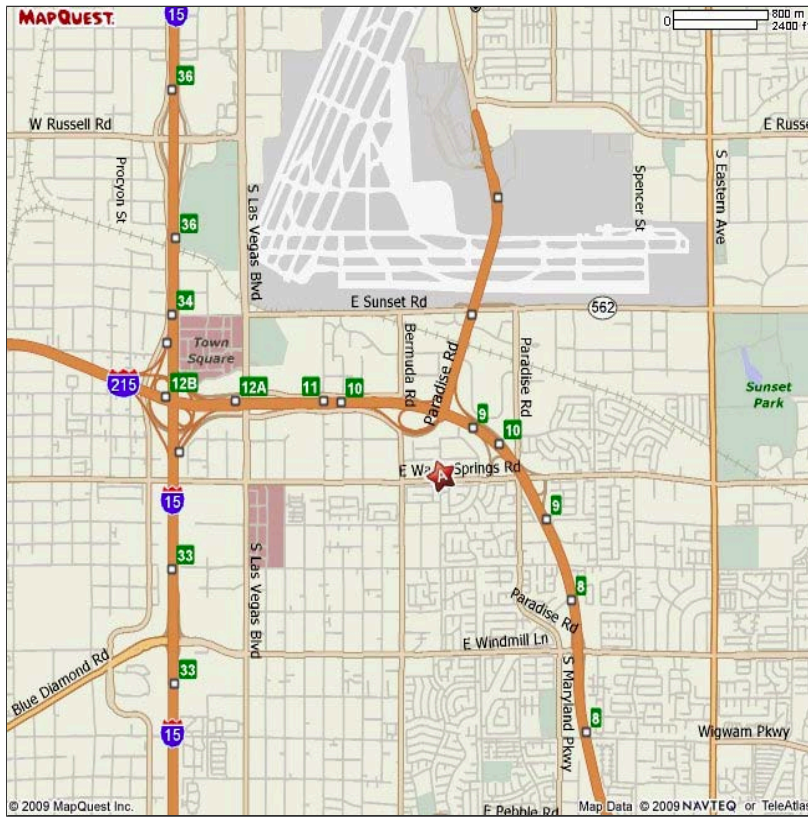 MAPQUEST.
15
0
800 m
2400 f
36
W Russell Rd
E Russe
Procyon St
S Las Vegas Blvd
Spencer St
S Eastern Ave
36
34
E Sunset Rd
562
Town
Square
Bermuda Rd
Paradise Rd
Paradise Rd
215
12B
12A
11
10
Sunset
Park
9
10
E Wa
Springs Rd
A
15
9
33
S Las Vegas Blvd
8
Paradise Rd
E Windmill Ln
Blue Diamond Rd
33
S Maryland Pkwy
15
8
Wigwam Pkwy
© 2009 MapQuest Inc.
E Pebble Rd
Map Data © 2009 NAVTEQ or TeleAtlas